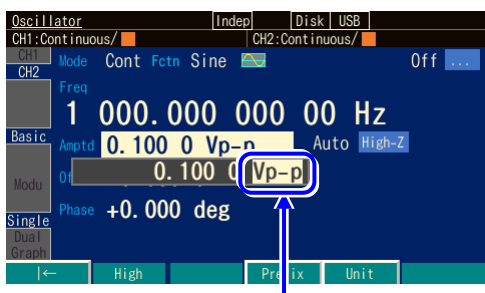 Oscillator Indep Disk USB
CH1:Continuous/ CH2:Continuous/
CH1
CH2
Mode Cont Fctn Sine Off ...
Freq
1 000.000 000 00 Hz
Basic
Amptd 0.100 0 Vp-p Auto High-Z
Of 0.100 0 Vp-p
Modu
Phase +0.000 deg
Single
Dual
Graph
|← High Prefix Unit